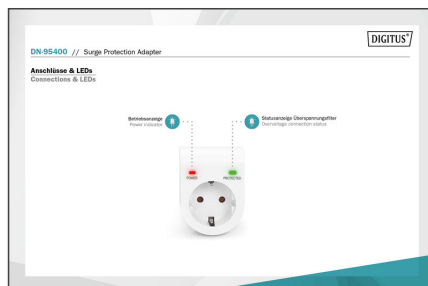 DIGITUS®
DN-95400 // Surge Protection Adapter
Anschlüsse & LEDs
Connections & LEDs
Betriebsanzeige
Power indicator
Statusanzeige Überspannungsfilter
Overvoltage connection status
POWER
PROTECTED